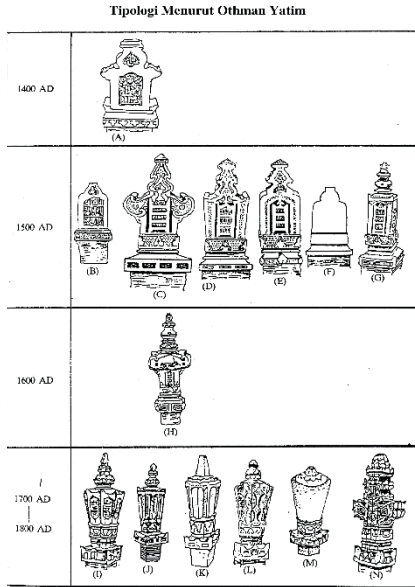 Tipologi Menurut Othman Yatim
1400 AD
(A)
1500 AD
(B)
(C)
(D)
(E)
(F)
(G)
1600 AD
(H)
1700 AD
1800 AD
(I)
(J)
(K)
(L)
(M)
(N)